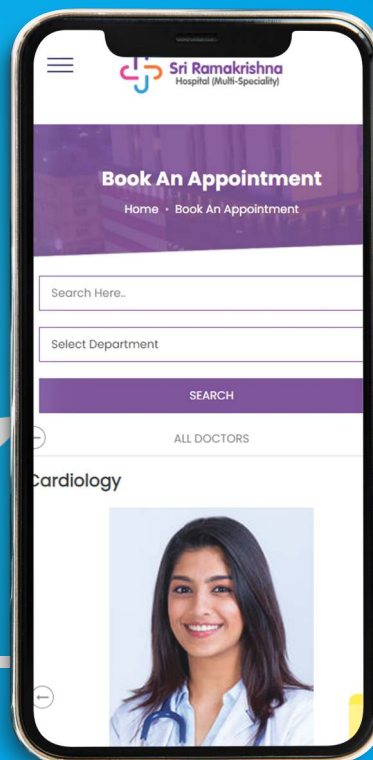 Sri Ramakrishna
Hospital (Multi-Speciality)
Book An Appointment
Home • Book An Appointment
Search Here..
Select Department
SEARCH
ALL DOCTORS
Cardiology